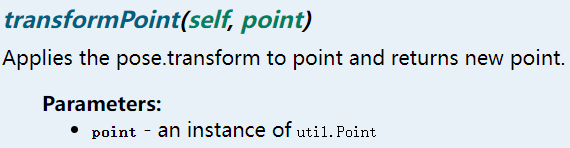 transformPoint(self, point)
Applies the pose.transform to point and returns new point.
Parameters:
• point - an instance of util.Point